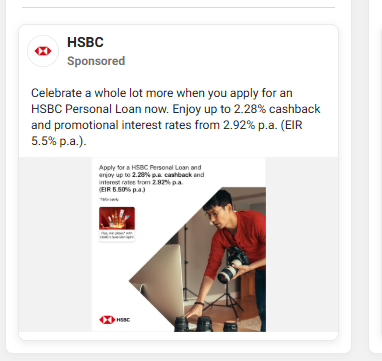 HSBC
Sponsored
Celebrate a whole lot more when you apply for an
HSBC Personal Loan now. Enjoy up to 2.28% cashback
and promotional interest rates from 2.92% p.a. (EIR
5.5% p.a.).
Apply for a HSBC Personal Loan and
enjoy up to 2.28% p.a. cashback and
interest rates from 2.92% p.a.
(EIR 5.50% p.a.)
HSBC